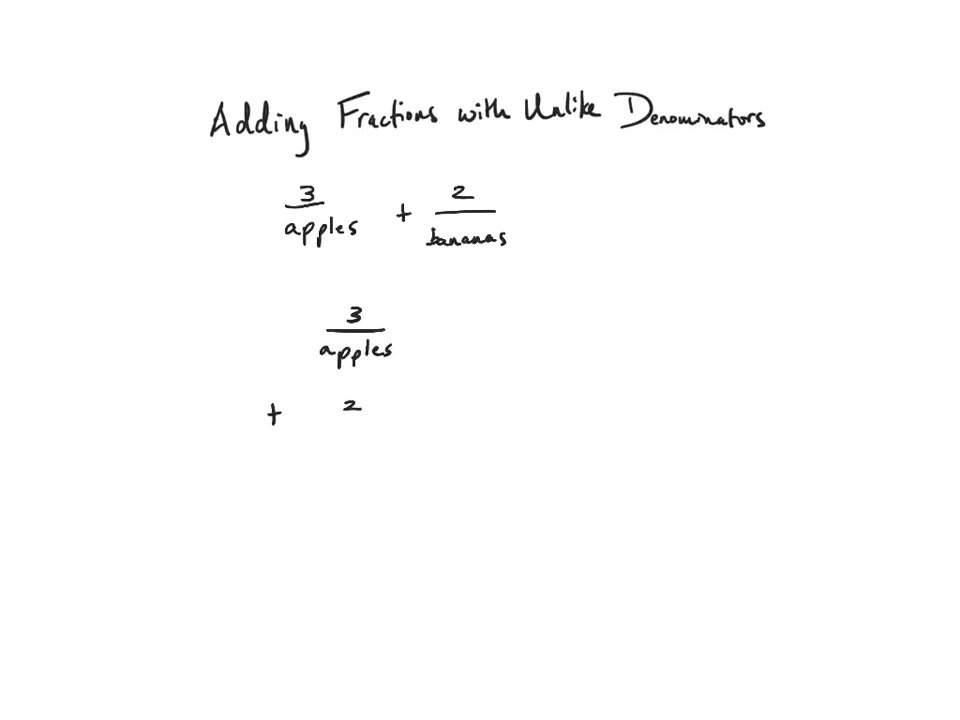 Adding Fractions with Unlike Denominators
3 + 2
apples bananas
3
apples
+ 2